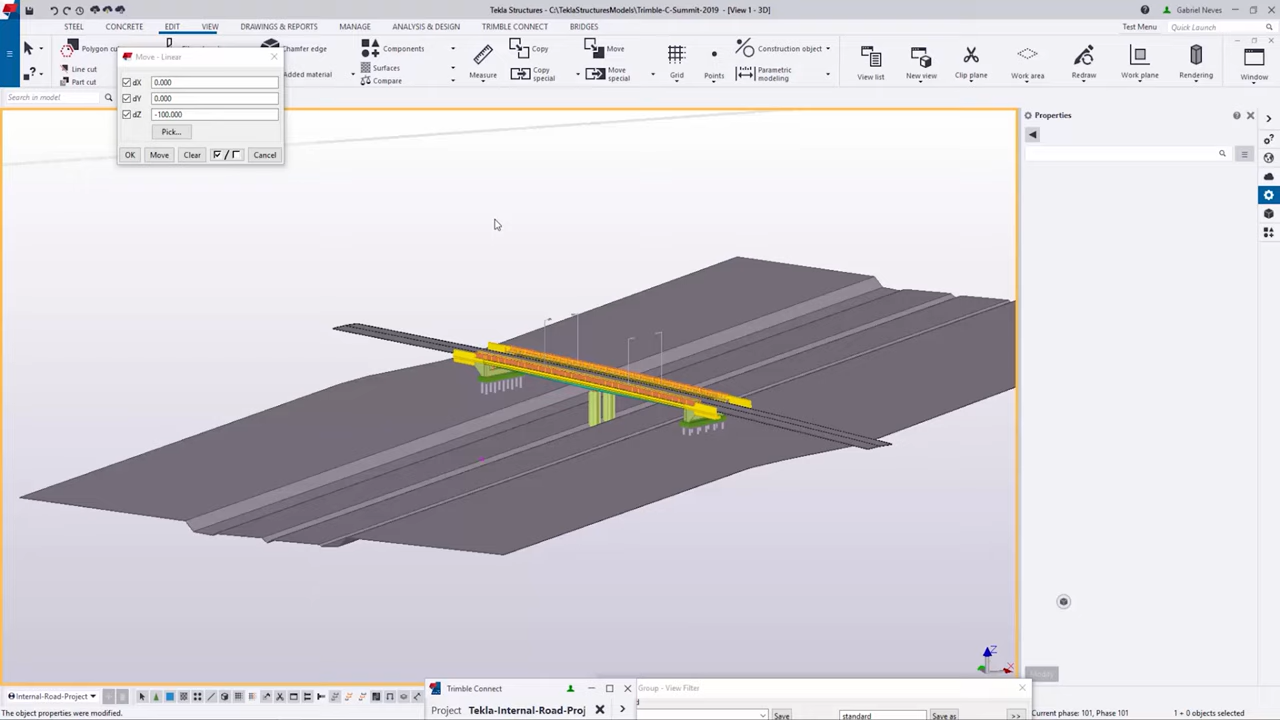 Tekla Structures - C:\TeklaStructuresModels\Trimble-C-Summit-2019 - [View 1 - 3D]
Gabriel Neves
STEEL CONCRETE EDIT VIEW DRAWINGS & REPORTS MANAGE ANALYSIS & DESIGN TRIMBLE CONNECT BRIDGES
Test Menu Quick Launch
Polygon cu
Chamfer edge
Components
Copy
Move
Construction object
Line cut
Part cut
Added material
Surfaces
Compare
Measure
Copy special
Move special
Grid
Points
Parametric modeling
View list
New view
Clip plane
Work area
Redraw
Work plane
Rendering
Window
Search in model
Move - Linear
dX 0.000
dY 0.000
dZ -100.000
Pick...
OK Move Clear / Cancel
Properties
Modify
Internal-Road-Project
Trimble Connect
Project Tekla-Internal-Road-Proj
Group - View Filter
Save standard Save as >>
The object properties were modified.
Current phase: 101, Phase 101
1 + 0 objects selected